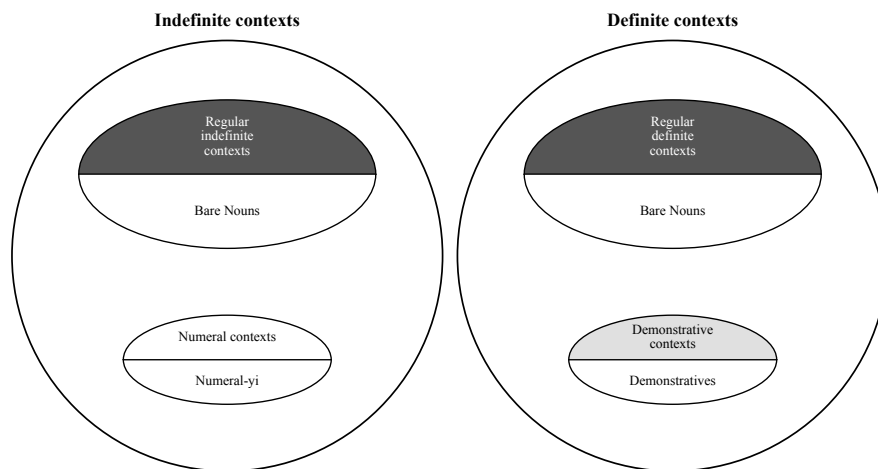 Indefinite contexts
Definite contexts
Regular
indefinite
contexts
Bare Nouns
Numeral contexts
Numeral-yi
Regular
definite
contexts
Bare Nouns
Demonstrative
contexts
Demonstratives